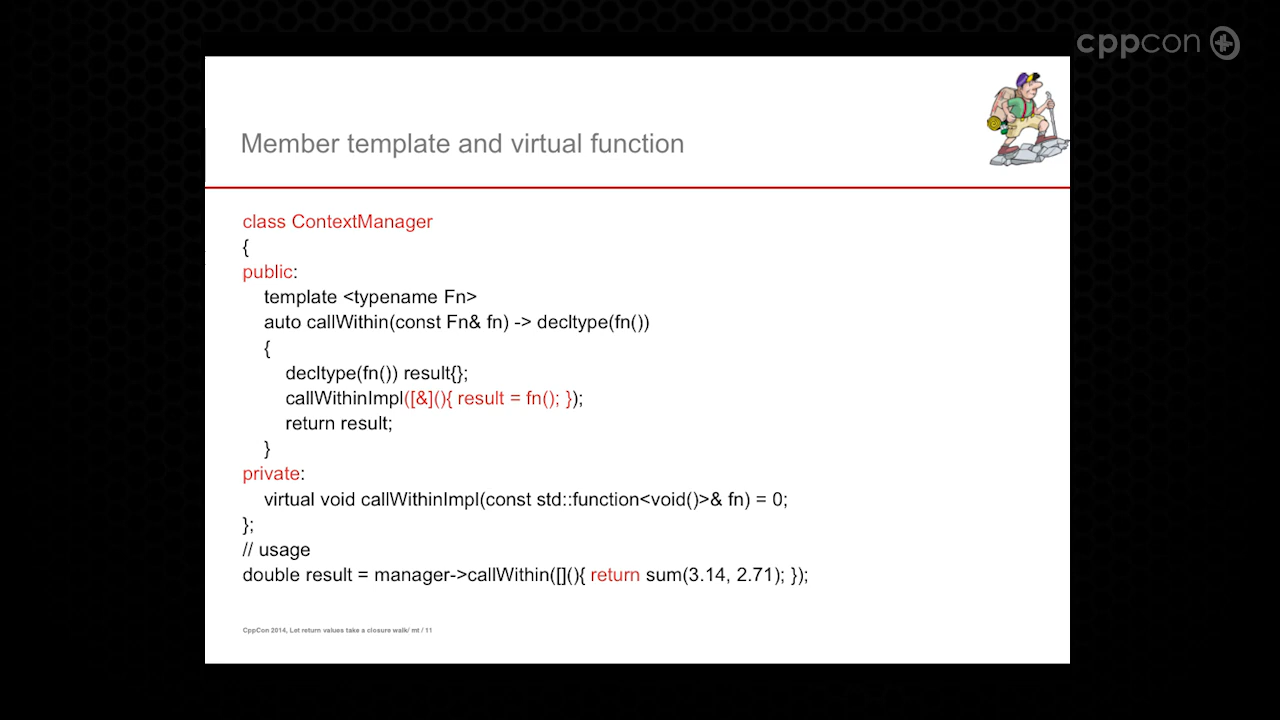 cppcon
Member template and virtual function
class ContextManager
{
public:
template <typename Fn>
auto callWithin(const Fn& fn) -> decltype(fn())
{
decltype(fn()) result{};
callWithinImpl([&](){ result = fn(); });
return result;
}
private:
virtual void callWithinImpl(const std::function<void()>& fn) = 0;
};
// usage
double result = manager->callWithin([](){ return sum(3.14, 2.71); });
CppCon 2014, Let return values take a closure walk/ mt / 11